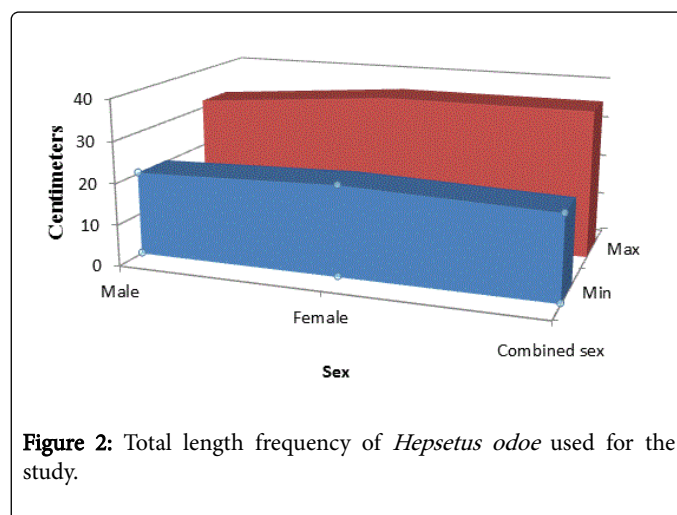 40
30
20
10
0
Centimeters
Male
Female
Combined sex
Min
Max
Sex
Figure 2: Total length frequency of Hepsetus odoe used for the
study.